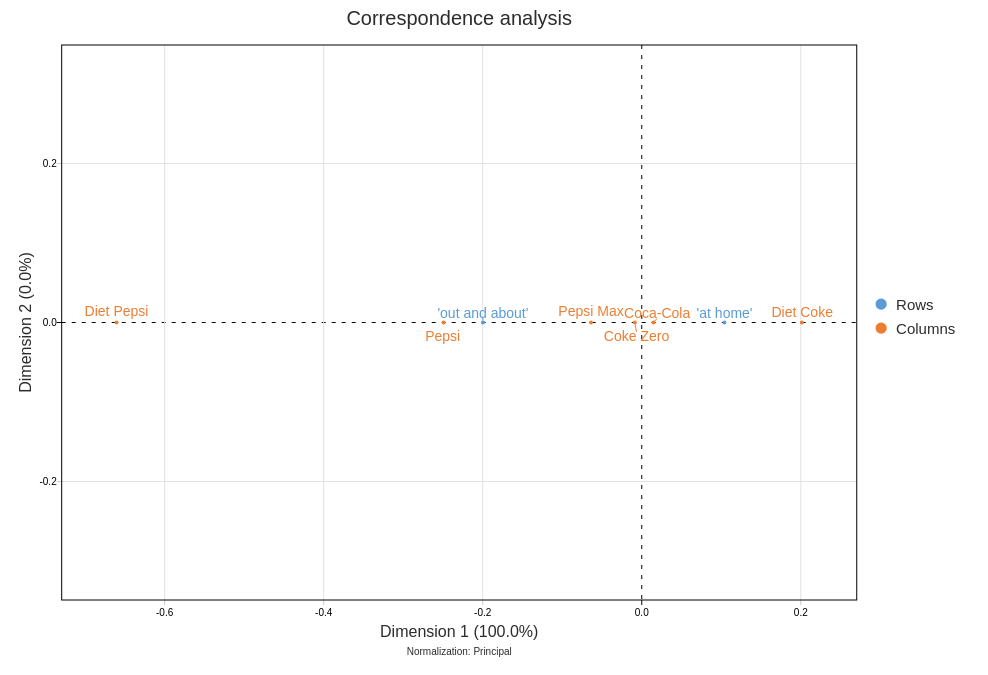 Correspondence analysis
Dimension 2 (0.0%)
0.2
0.0
-0.2
Diet Pepsi
'out and about'
Pepsi
Pepsi Max
Coca-Cola
Coke Zero
'at home'
Diet Coke
Rows
Columns
-0.6
-0.4
-0.2
0.0
0.2
Dimension 1 (100.0%)
Normalization: Principal